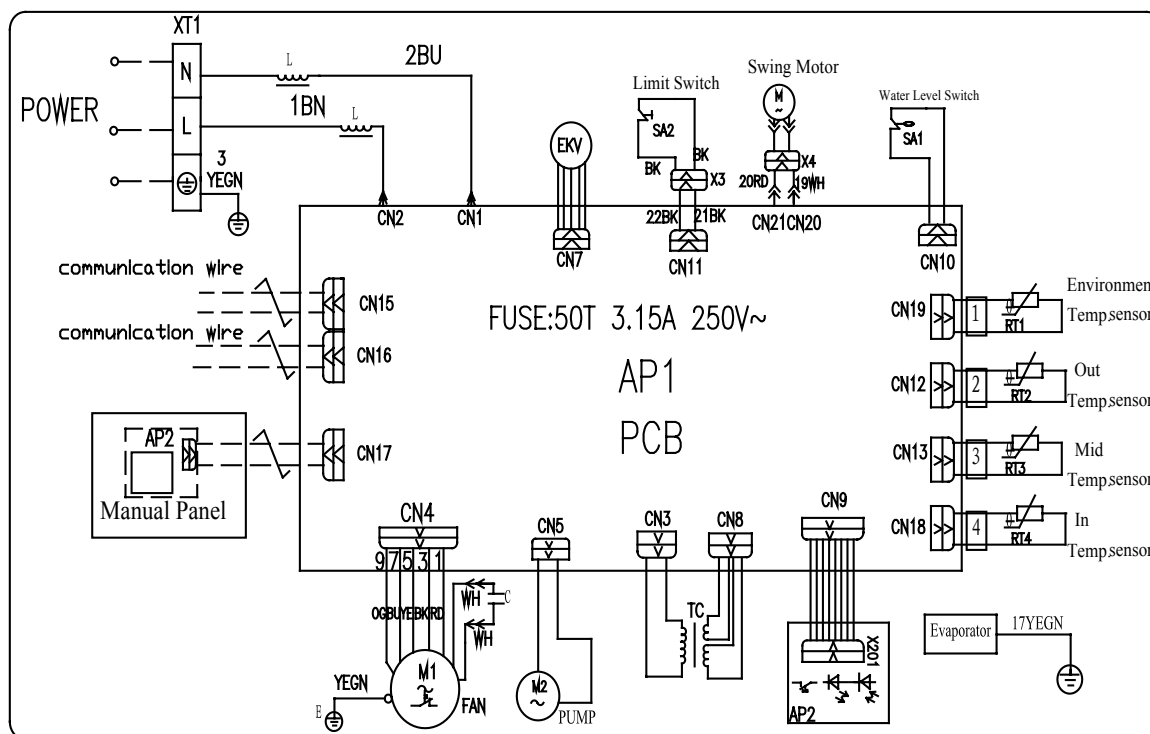 XT1
POWER
N
L
3
YEGN
L
2BU
1BN
L
CN2
CN1
EKV
CN7
Limit Switch
SA2
BK
BK
X3
22BK
21BK
CN11
Swing Motor
M
~
X4
20RD
19WH
CN21
CN20
Water Level Switch
SA1
CN10
communication wire
CN15
communication wire
CN16
AP2
Manual Panel
CN17
FUSE:50T 3.15A 250V~
AP1
PCB
CN19
1
RT1
Environment
Temp.sensor
CN12
2
RT2
Out
Temp.sensor
CN13
3
RT3
Mid
Temp.sensor
CN18
4
RT4
In
Temp.sensor
CN4
9 7 5 3 1
OG BU YE BK RD
WH
C
WH
M1
~
FAN
YEGN
E
CN5
M2
~
PUMP
CN3
CN8
TC
CN9
X201
AP2
Evaporator
17YEGN